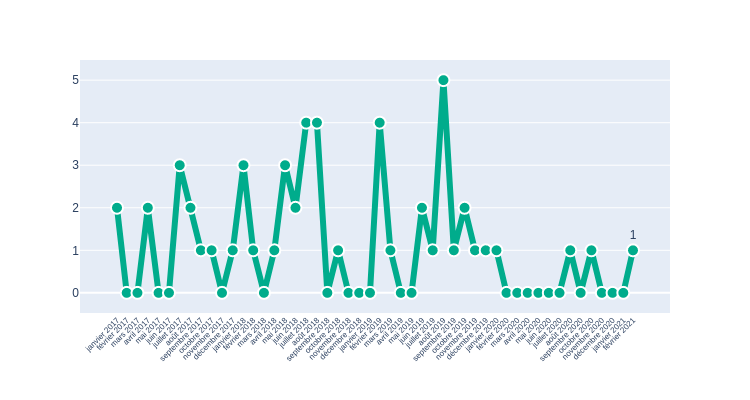 5
4
3
2
1
0
1
janvier 2017
février 2017
mars 2017
avril 2017
mai 2017
juin 2017
juillet 2017
août 2017
septembre 2017
octobre 2017
novembre 2017
décembre 2017
janvier 2018
février 2018
mars 2018
avril 2018
mai 2018
juin 2018
juillet 2018
août 2018
septembre 2018
octobre 2018
novembre 2018
décembre 2018
janvier 2019
février 2019
mars 2019
avril 2019
mai 2019
juin 2019
juillet 2019
août 2019
septembre 2019
octobre 2019
novembre 2019
décembre 2019
janvier 2020
février 2020
mars 2020
avril 2020
mai 2020
juin 2020
juillet 2020
août 2020
septembre 2020
octobre 2020
novembre 2020
décembre 2020
janvier 2021
février 2021